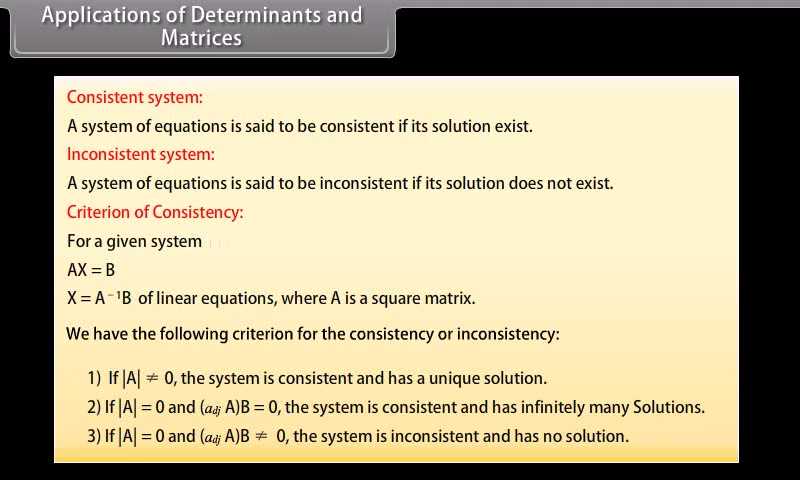 Applications of Determinants and
Matrices
Consistent system:
A system of equations is said to be consistent if its solution exist.
Inconsistent system:
A system of equations is said to be inconsistent if its solution does not exist.
Criterion of Consistency:
For a given system
AX = B
X = A⁻¹B of linear equations, where A is a square matrix.
We have the following criterion for the consistency or inconsistency:
1) If |A| ≠ 0, the system is consistent and has a unique solution.
2) If |A| = 0 and (adj A)B = 0, the system is consistent and has infinitely many Solutions.
3) If |A| = 0 and (adj A)B ≠ 0, the system is inconsistent and has no solution.